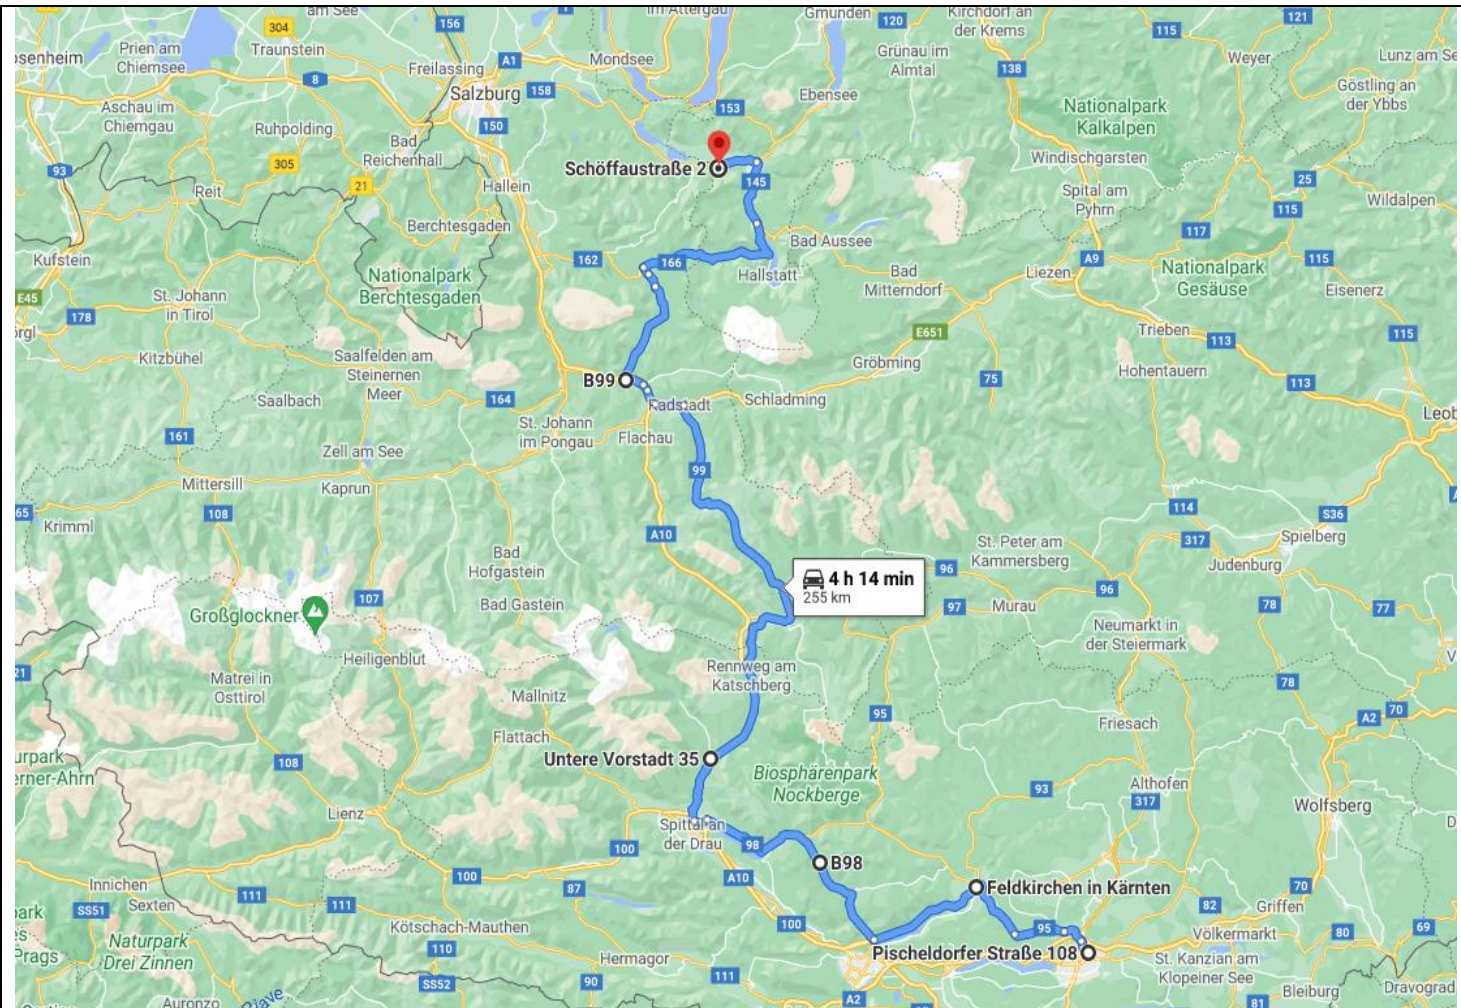 am See
156
im Attergau
Gmunden
120
Kirchdorf an
der Krems
121
115
304
Prien am
Chiemsee
Traunstein
8
Freilassing
A1
Mondsee
Grünau im
Almtal
138
Weyer
Göstling an
der Ybbs
Salzburg
158
153
Ebensee
Aschau im
Chiemgau
Ruhpolding
150
Nationalpark
Kalkalpen
Bad
Reichenhall
305
93
Reit
21
Hallein
Schöffaustraße 2
145
Windischgarsten
Spital am
Pyhrn
25
115
Wildalpen
Berchtesgaden
Bad Aussee
117
Kufstein
162
166
Hallstatt
Bad
Mitterndorf
Liezen
A9
Nationalpark
Gesäuse
115
Eisenerz
Nationalpark
Berchtesgaden
E45
178
St. Johann
in Tirol
Kitzbühel
Saalfelden am
Steinernen
Meer
E651
Trieben
113
115
Gröbming
Hohentauern
B99
75
113
Saalbach
164
Radstadt
Schladming
St. Johann
im Pongau
Flachau
161
Zell am See
99
Mittersill
Kaprun
108
65
Krimml
A10
114
S36
Spielberg
St. Peter am
Kammersberg
317
Judenburg
Bad
Hofgastein
4 h 14 min
255 km
96
96
Großglockner
107
Bad Gastein
97
Murau
78
77
Neumarkt in
der Steiermark
Heiligenblut
Rennweg am
Katschberg
21
Matrei in
Osttirol
Mallnitz
78
95
A2
70
Friesach
Flattach
108
Untere Vorstadt 35
Biosphärenpark
Nockberge
93
Althofen
317
Wolfsberg
Lienz
Spittal an
der Drau
98
100
B98
A10
100
Innichen
Sexten
111
111
87
Feldkirchen in Kärnten
70
SS51
82
Griffen
Kötschach-Mauthen
100
95
Völkermarkt
80
69
Naturpark
Drei Zinnen
110
Pischeldorfer Straße 108
Hermagor
111
St. Kanzian am
Klopeiner See
SS52
90
Bleiburg
Dravograd
A2
81
Auronzo